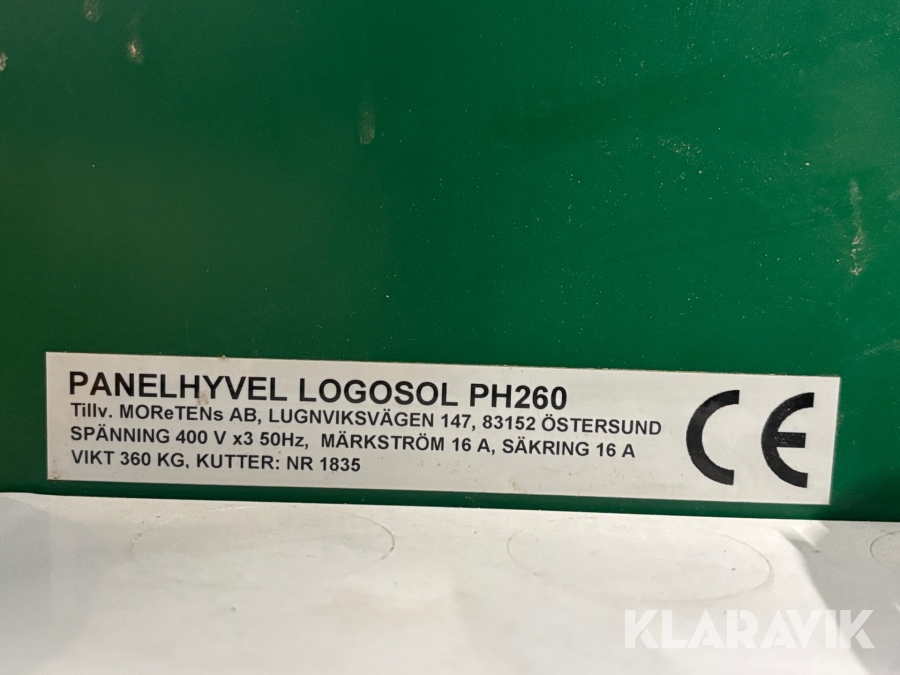 PANELHYVEL LOGOSOL PH260
Tillv. MOReTENs AB, LUGNVIKSVÄGEN 147, 83152 ÖSTERSUND
SPÄNNING 400 V x3 50Hz, MÄRKSTRÖM 16 A, SÄKRING 16 A
VIKT 360 KG, KUTTER: NR 1835
CE
KLARAVIK